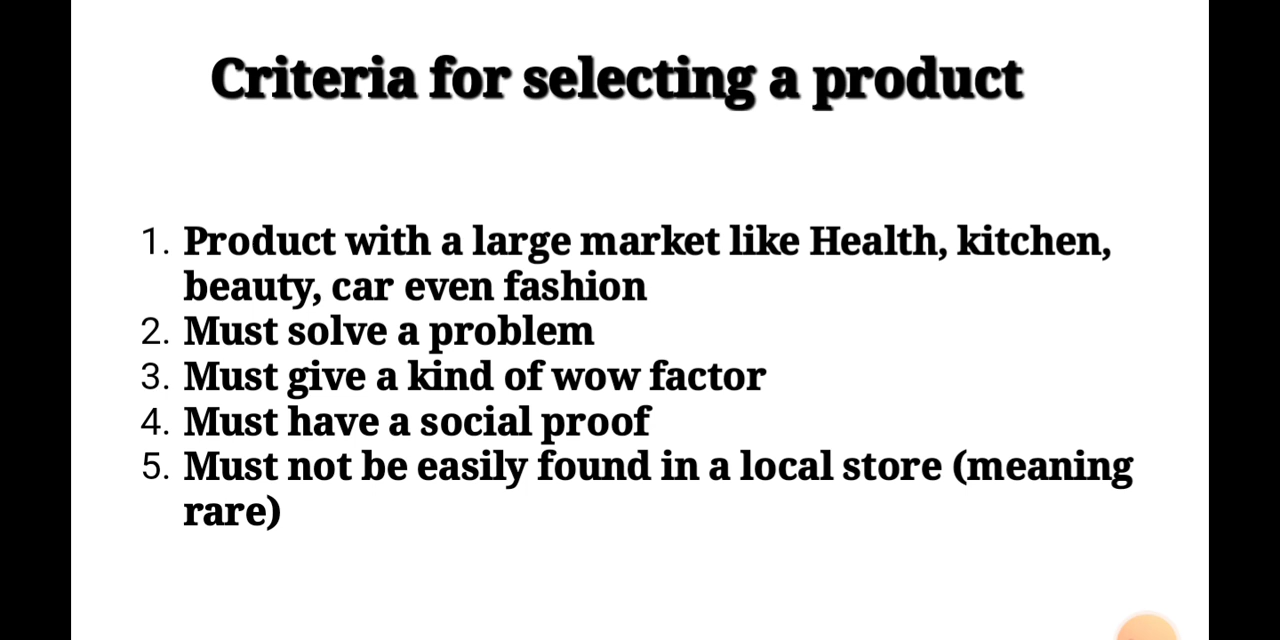 Criteria for selecting a product
1. Product with a large market like Health, kitchen,
beauty, car even fashion
2. Must solve a problem
3. Must give a kind of wow factor
4. Must have a social proof
5. Must not be easily found in a local store (meaning
rare)